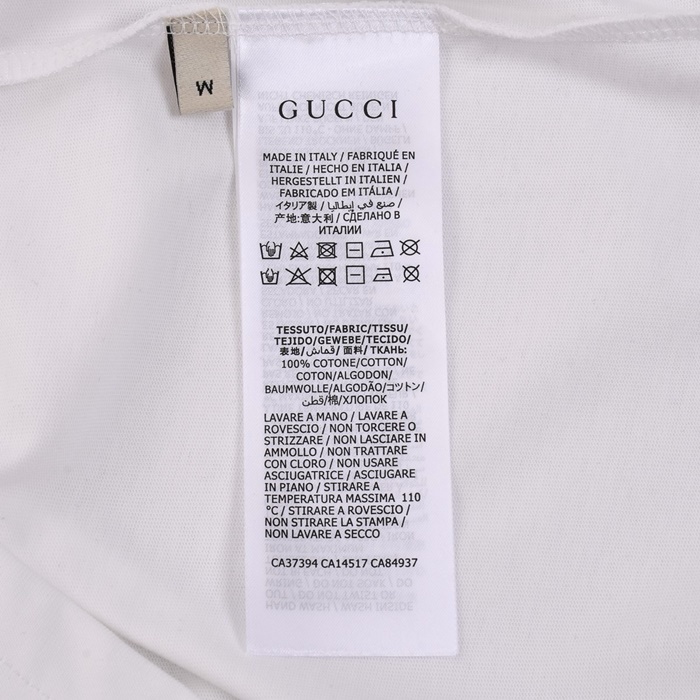 M
GUCCI
MADE IN ITALY / FABRIQUÉ EN
ITALIE / HECHO EN ITALIA /
HERGESTELLT IN ITALIEN /
FABRICADO EM ITÁLIA /
イタリア製 / صنع في إيطاليا /
产地:意大利 / СДЕЛАНО В
ИТАЛИИ
TESSUTO/FABRIC/TISSU/
TEJIDO/GEWEBE/TECIDO/
表地/قماش/ 面料/ТКАНЬ:
100% COTONE/COTTON/
COTON/ALGODON/
BAUMWOLLE/ALGODÃO/コットン/
قطن/棉/ХЛОПОК
LAVARE A MANO / LAVARE A
ROVESCIO / NON TORCERE O
STRIZZARE / NON LASCIARE IN
AMMOLLO / NON TRATTARE
CON CLORO / NON USARE
ASCIUGATRICE / ASCIUGARE
IN PIANO / STIRARE A
TEMPERATURA MASSIMA 110
°C / STIRARE A ROVESCIO /
NON STIRARE LA STAMPA /
NON LAVARE A SECCO
CA37394 CA14517 CA84937